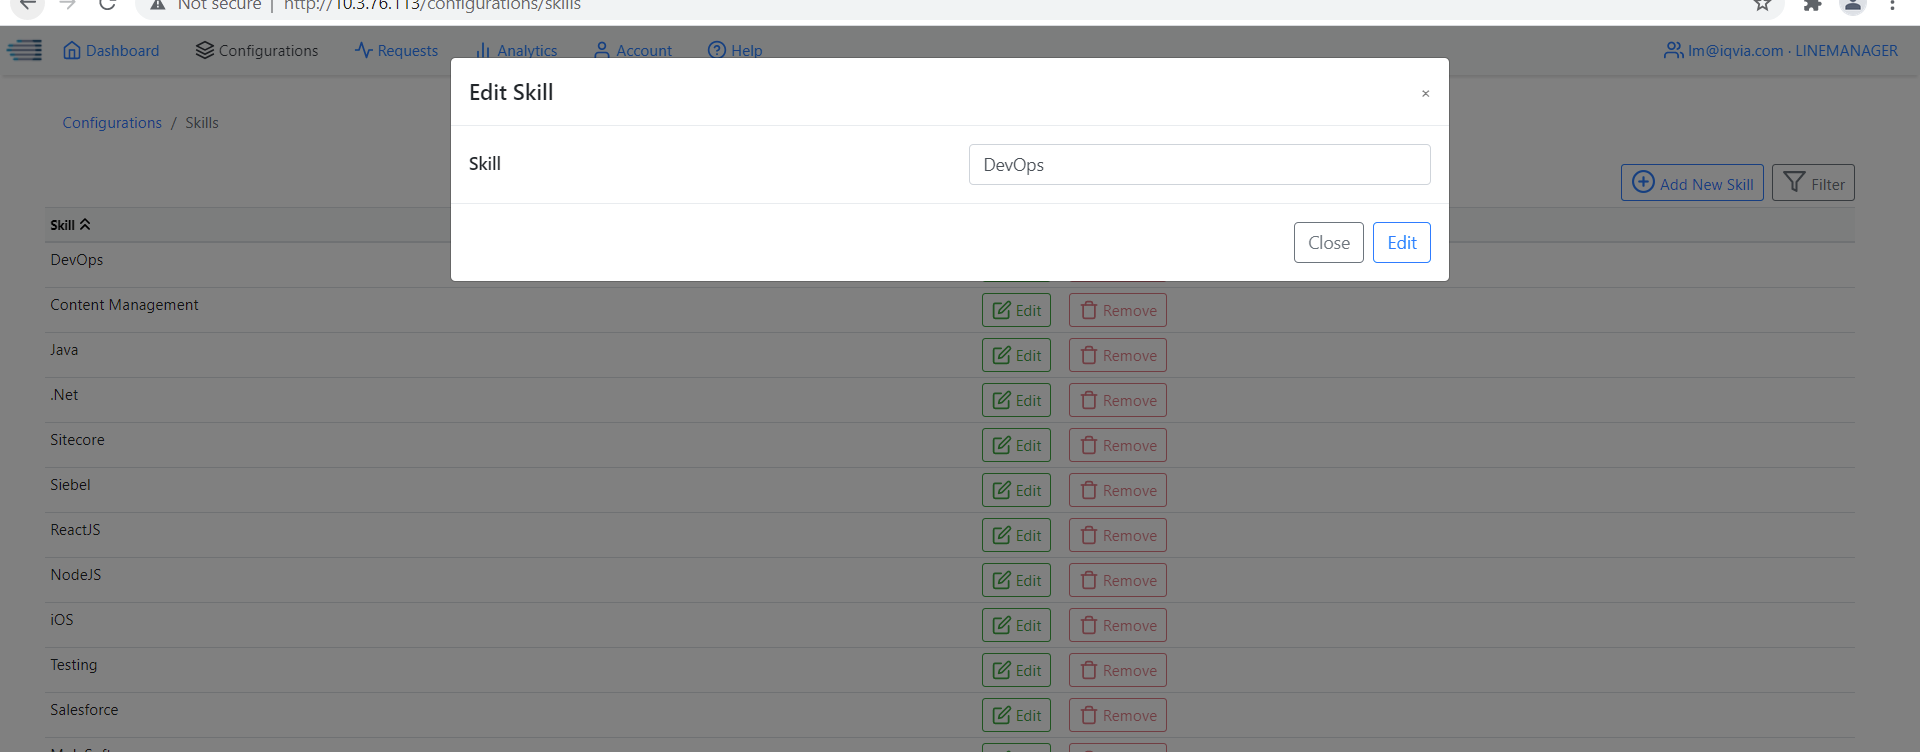 Not secure | http://10.3.76.113/configurations/skills
Dashboard Configurations Requests Analytics Account Help lm@iqvia.com · LINEMANAGER
Edit Skill ×
Configurations / Skills
Skill DevOps
Add New Skill Filter
Skill
Close Edit
DevOps
Content Management Edit Remove
Java Edit Remove
.Net Edit Remove
Sitecore Edit Remove
Siebel Edit Remove
ReactJS Edit Remove
NodeJS Edit Remove
iOS Edit Remove
Testing Edit Remove
Salesforce Edit Remove